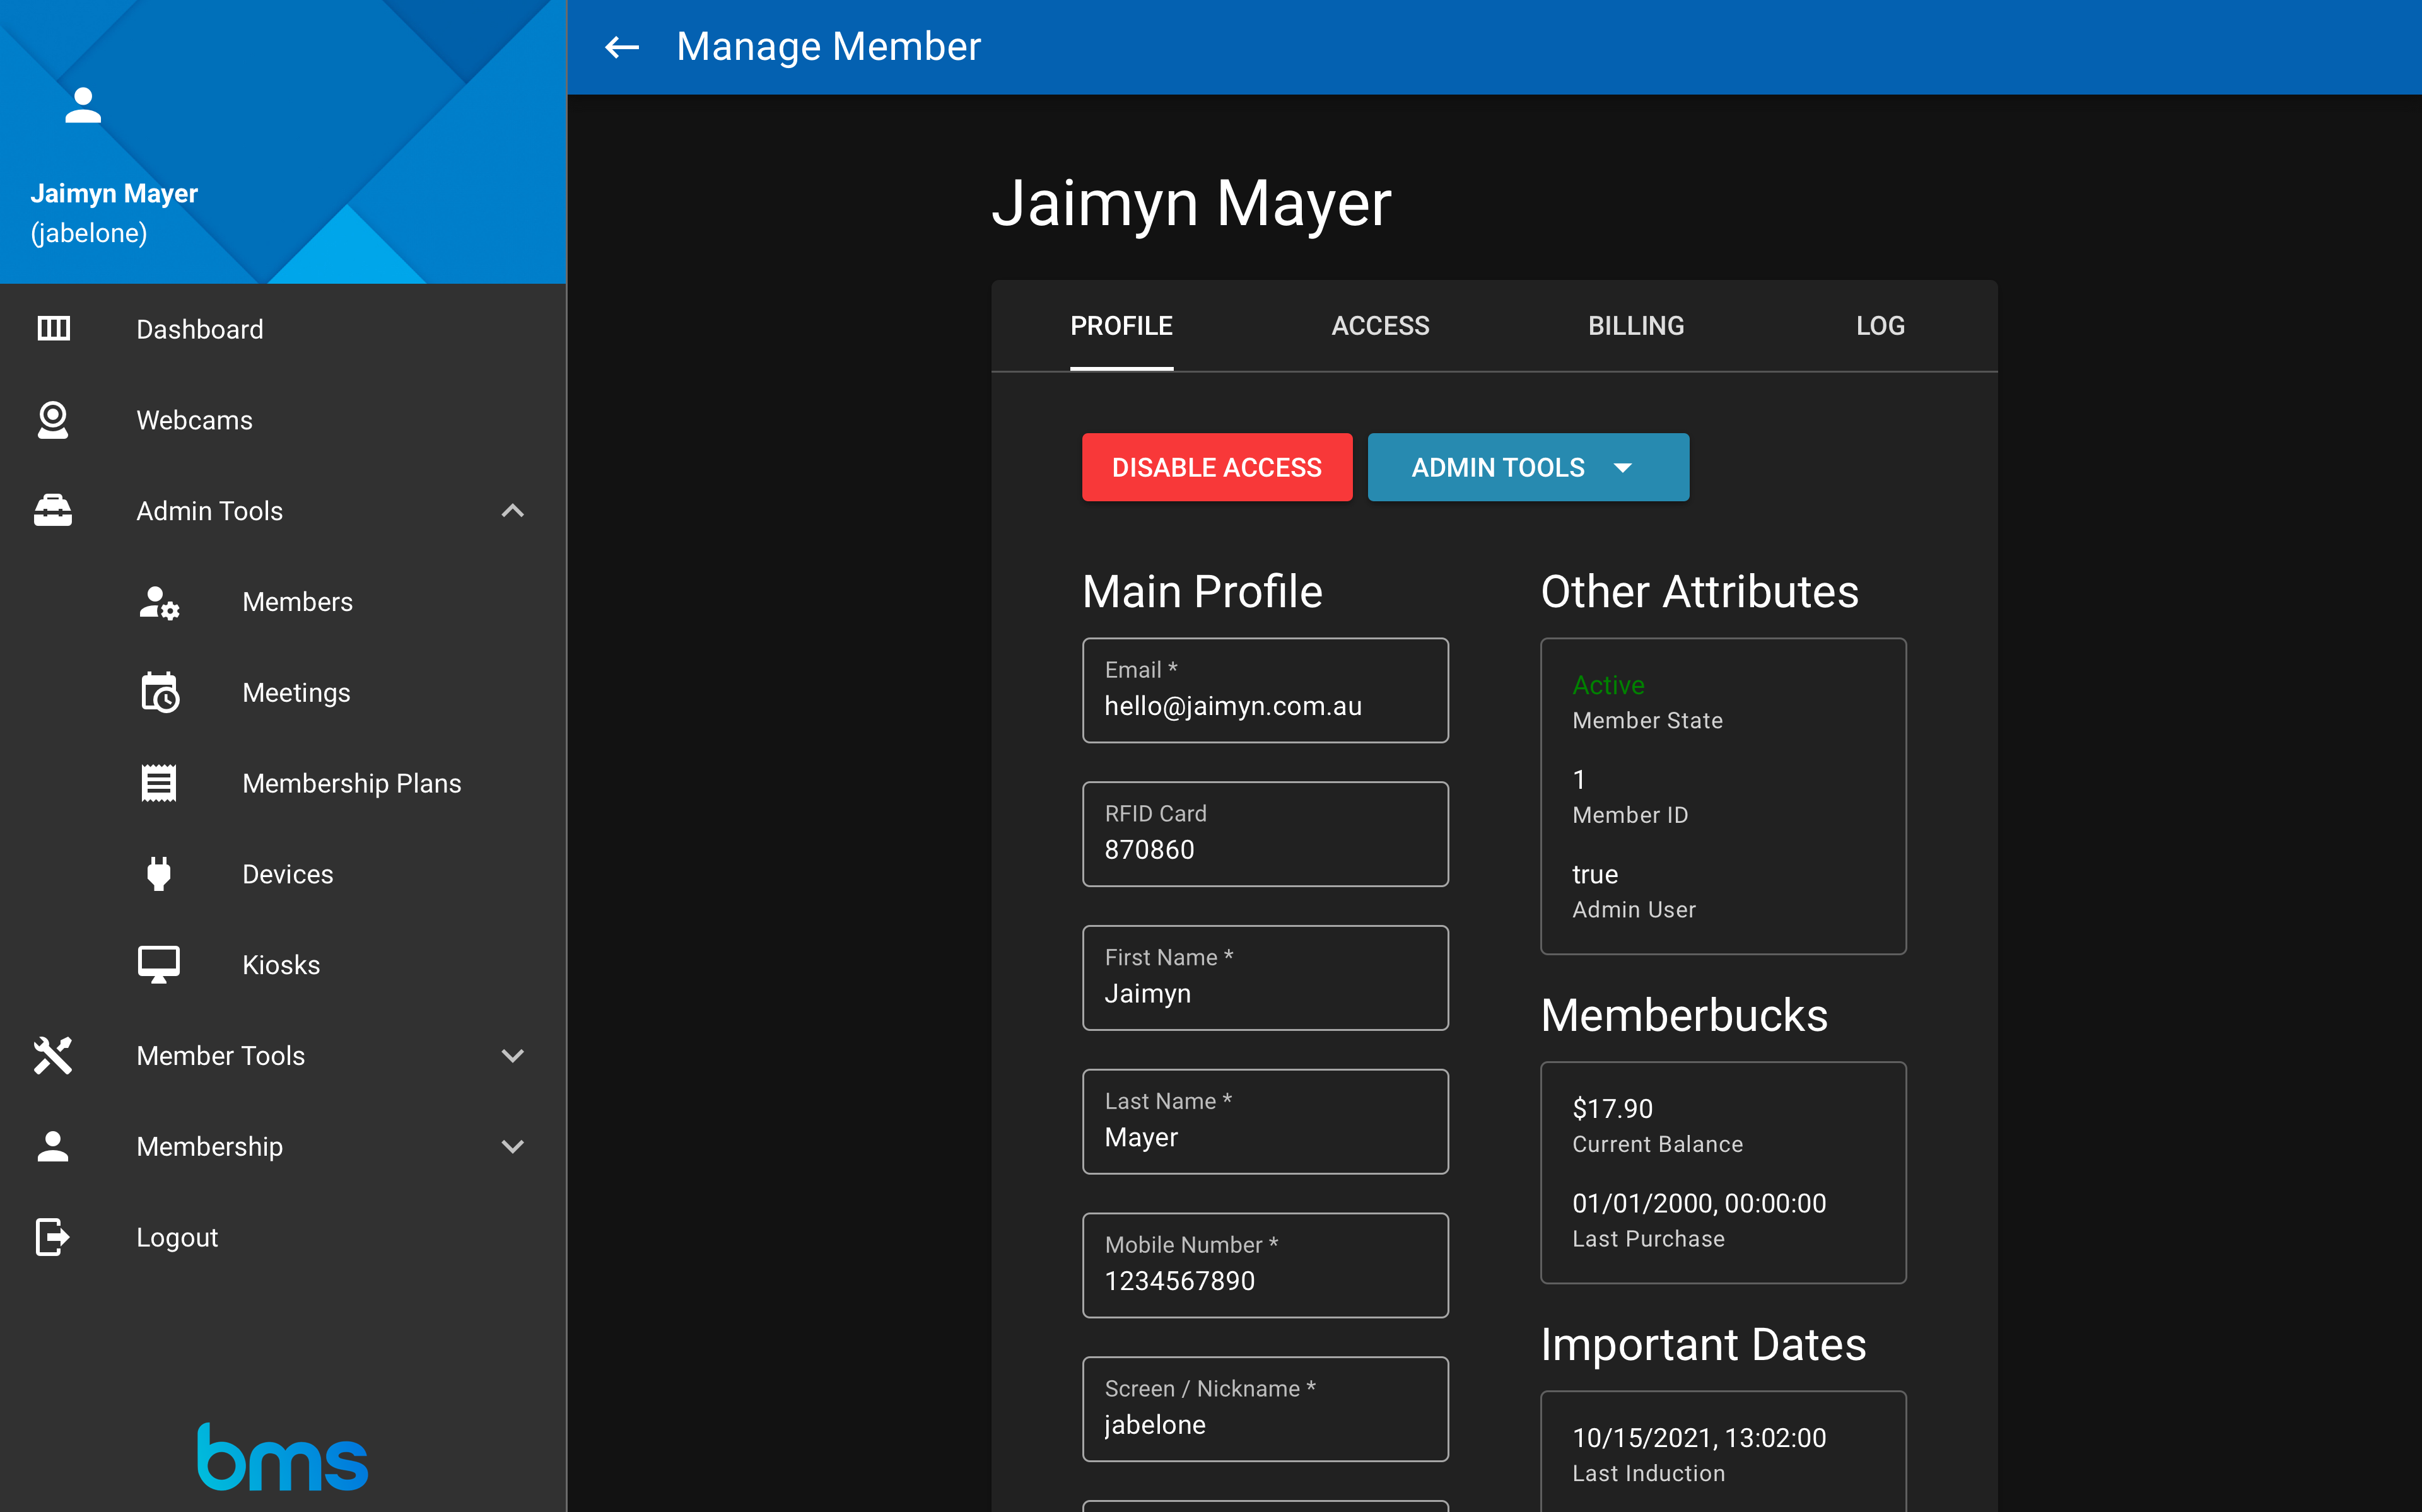 Manage Member
Jaimyn Mayer
(jabelone)
Dashboard
Webcams
Admin Tools
Members
Meetings
Membership Plans
Devices
Kiosks
Member Tools
Membership
Logout
bms
Jaimyn Mayer
PROFILE ACCESS BILLING LOG
DISABLE ACCESS ADMIN TOOLS
Main Profile
Email *
hello@jaimyn.com.au
RFID Card
870860
First Name *
Jaimyn
Last Name *
Mayer
Mobile Number *
1234567890
Screen / Nickname *
jabelone
Other Attributes
Active
Member State
1
Member ID
true
Admin User
Memberbucks
$17.90
Current Balance
01/01/2000, 00:00:00
Last Purchase
Important Dates
10/15/2021, 13:02:00
Last Induction